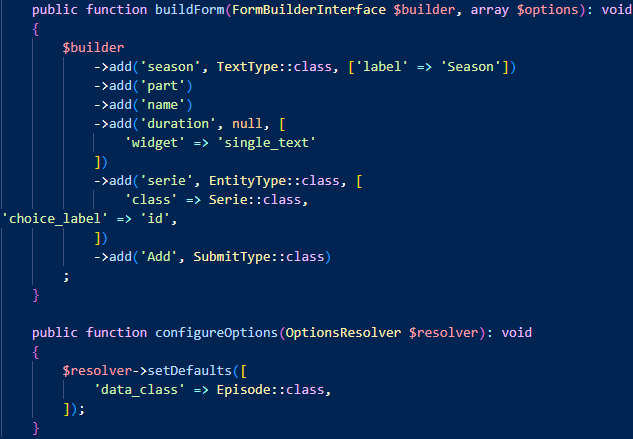 public function buildForm(FormBuilderInterface $builder, array $options): void
{
$builder
->add('season', TextType::class, ['label' => 'Season'])
->add('part')
->add('name')
->add('duration', null, [
'widget' => 'single_text'
])
->add('serie', EntityType::class, [
'class' => Serie::class,
'choice_label' => 'id',
])
->add('Add', SubmitType::class)
;
}
public function configureOptions(OptionsResolver $resolver): void
{
$resolver->setDefaults([
'data_class' => Episode::class,
]);
}